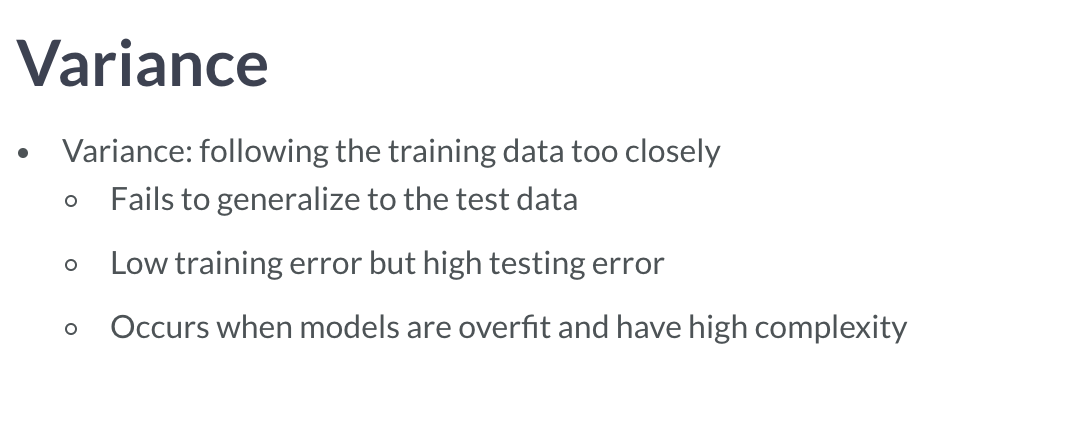 Variance
• Variance: following the training data too closely
○ Fails to generalize to the test data
○ Low training error but high testing error
○ Occurs when models are overfit and have high complexity